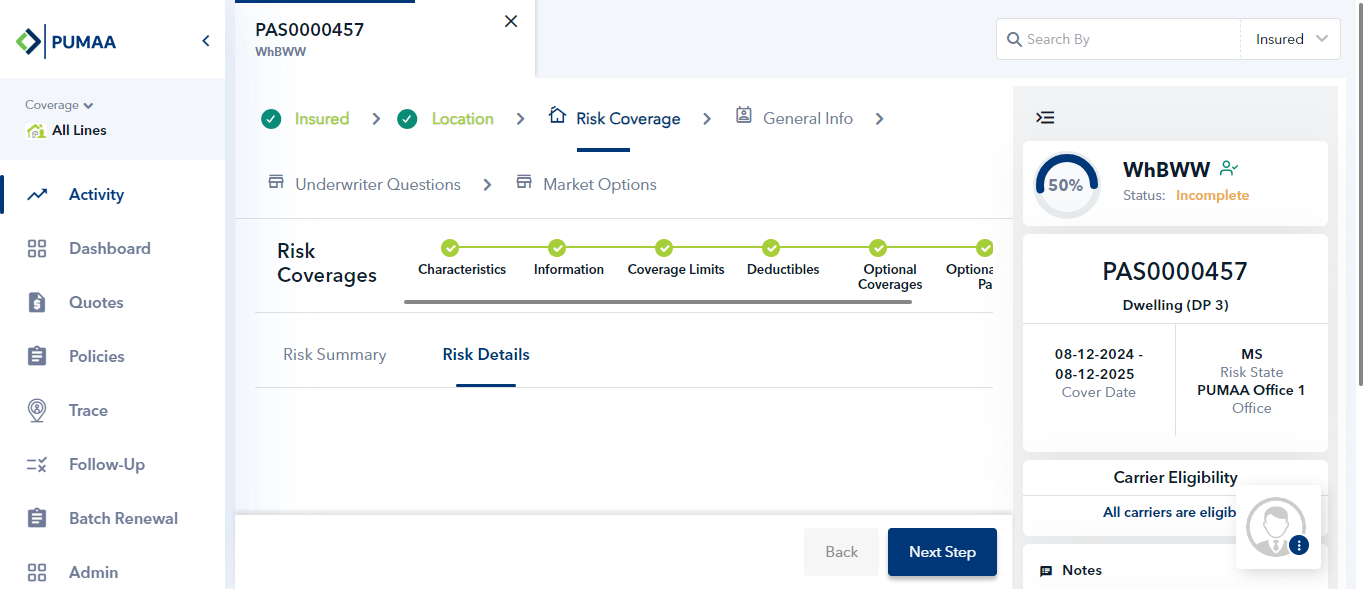 PUMAA
Coverage
All Lines
Activity
Dashboard
Quotes
Policies
Trace
Follow-Up
Batch Renewal
Admin
PAS0000457
WhBWW
Search By
Insured
Insured
Location
Risk Coverage
General Info
Underwriter Questions
Market Options
Risk
Coverages
Characteristics
Information
Coverage Limits
Deductibles
Optional
Coverages
Optiona
Pa
Risk Summary
Risk Details
Back
Next Step
50%
WhBWW
Status: Incomplete
PAS0000457
Dwelling (DP 3)
08-12-2024 -
08-12-2025
Cover Date
MS
Risk State
PUMAA Office 1
Office
Carrier Eligibility
All carriers are eligib
Notes